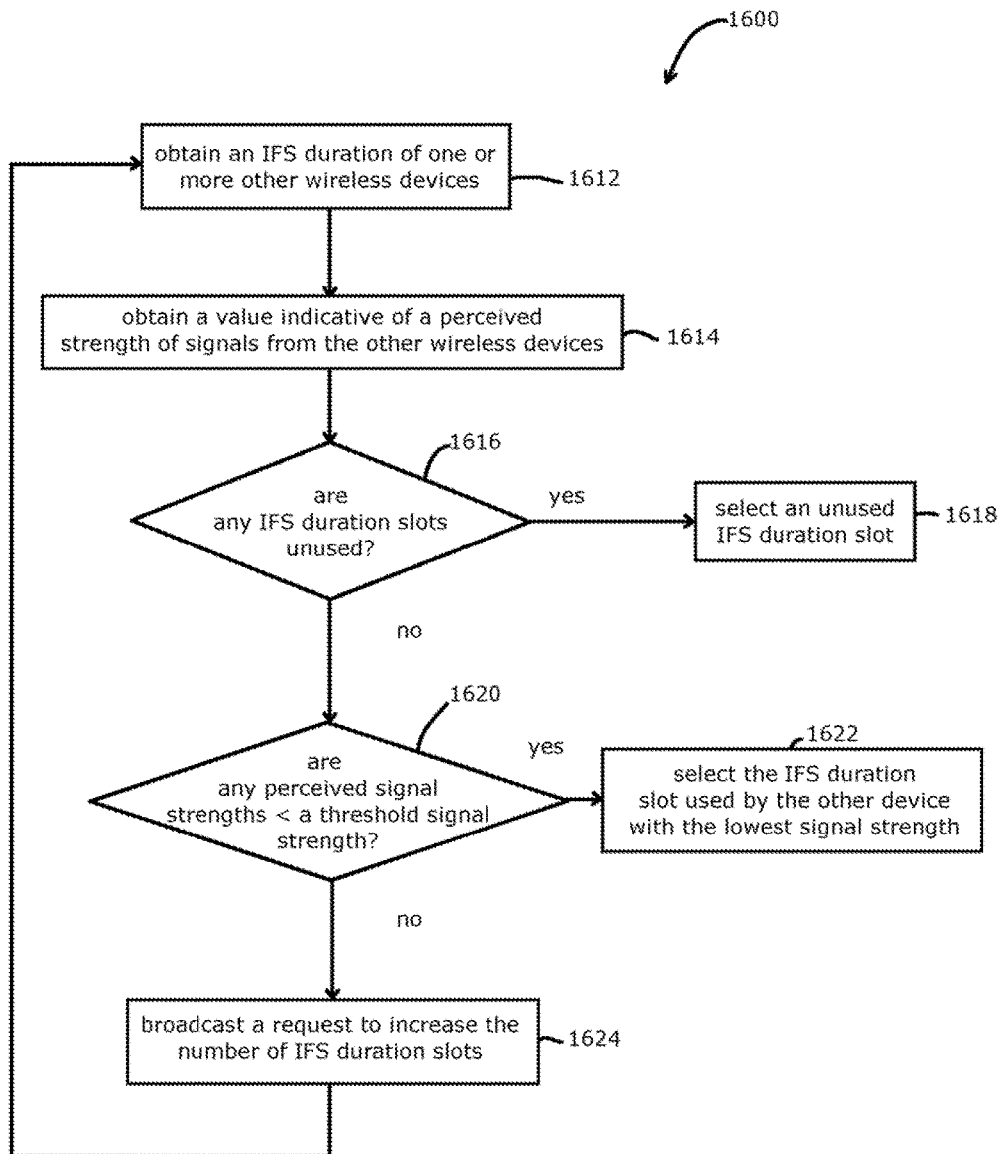 1600
obtain an IFS duration of one or
more other wireless devices
1612
obtain a value indicative of a perceived
strength of signals from the other wireless devices
1614
1616
are
any IFS duration slots
unused?
yes
select an unused
IFS duration slot
1618
no
1620
are
any perceived signal
strengths < a threshold signal
strength?
yes
1622
select the IFS duration
slot used by the other device
with the lowest signal strength
no
broadcast a request to increase the
number of IFS duration slots
1624